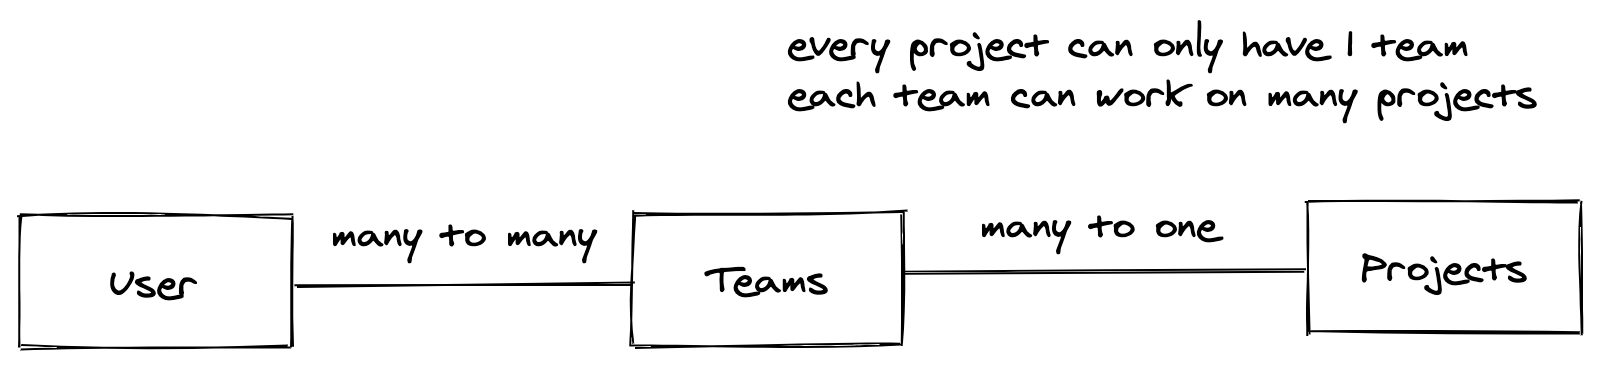 every project can only have 1 team
each team can work on many projects
many to many
many to one
User
Teams
Projects